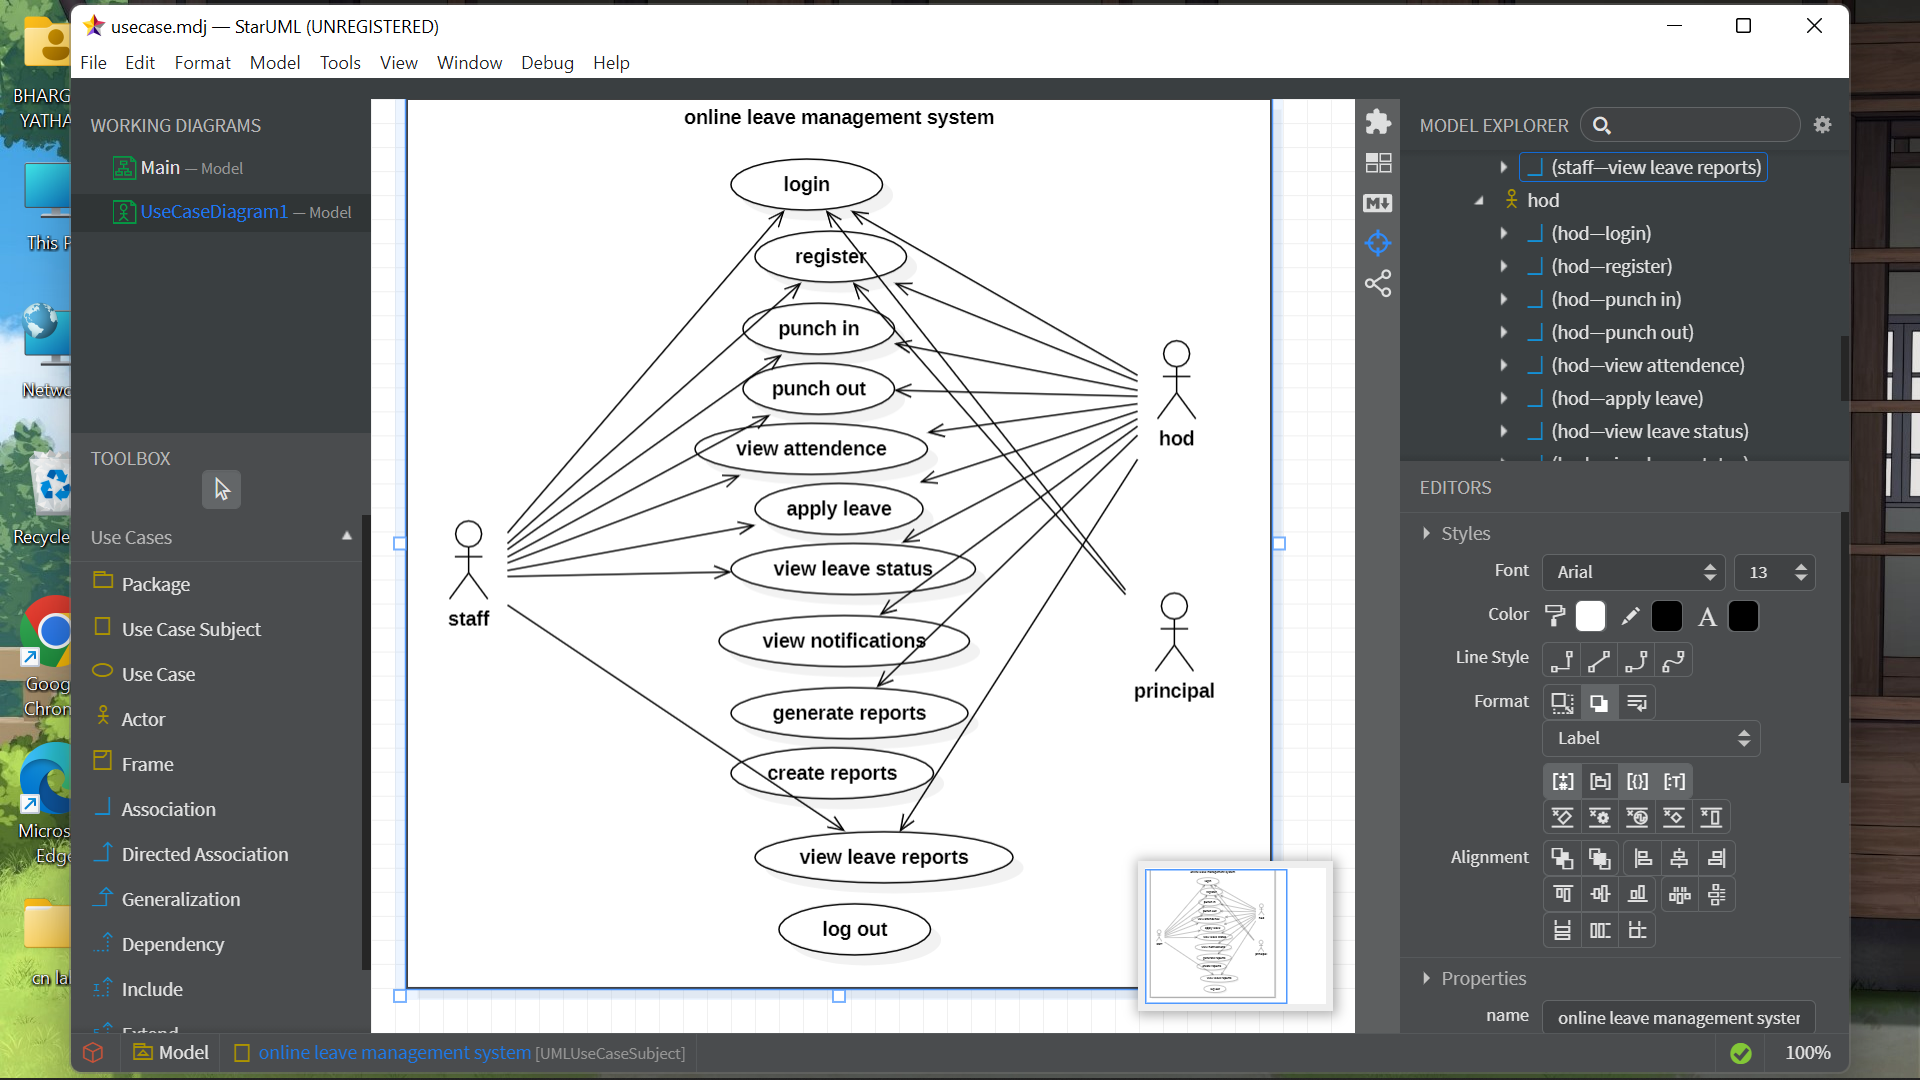 usecase.mdj — StarUML (UNREGISTERED)
File Edit Format Model Tools View Window Debug Help
BHARG
YATHA
This P
Netwo
Recycle
Goog
Chron
Micros
Edge
cn la
WORKING DIAGRAMS
Main — Model
UseCaseDiagram1 — Model
TOOLBOX
Use Cases
Package
Use Case Subject
Use Case
Actor
Frame
Association
Directed Association
Generalization
Dependency
Include
Extend
online leave management system
login
register
punch in
punch out
view attendence
apply leave
view leave status
view notifications
generate reports
create reports
view leave reports
log out
staff
hod
principal
MODEL EXPLORER
(staff—view leave reports)
hod
(hod—login)
(hod—register)
(hod—punch in)
(hod—punch out)
(hod—view attendence)
(hod—apply leave)
(hod—view leave status)
EDITORS
Styles
Font Arial 13
Color A
Line Style
Format
Label
Alignment
Properties
name online leave management syster
Model online leave management system [UMLUseCaseSubject]
100%